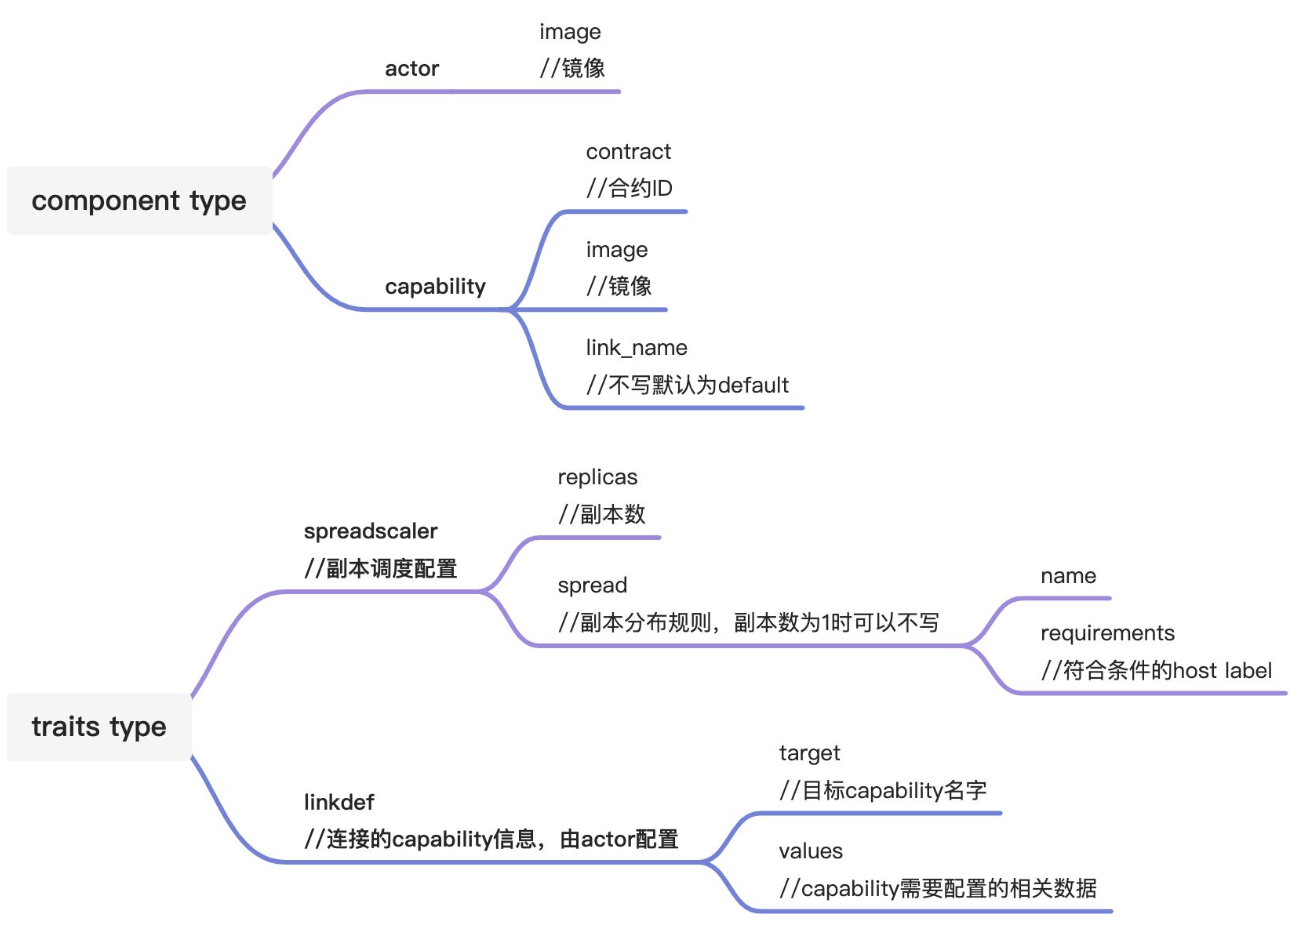 component type
actor
image
//镜像
capability
contract
//合约ID
image
//镜像
link_name
//不写默认为default
traits type
spreadscaler
//副本调度配置
replicas
//副本数
spread
//副本分布规则，副本数为1时可以不写
name
requirements
//符合条件的host label
linkdef
//连接的capability信息，由actor配置
target
//目标capability名字
values
//capability需要配置的相关数据